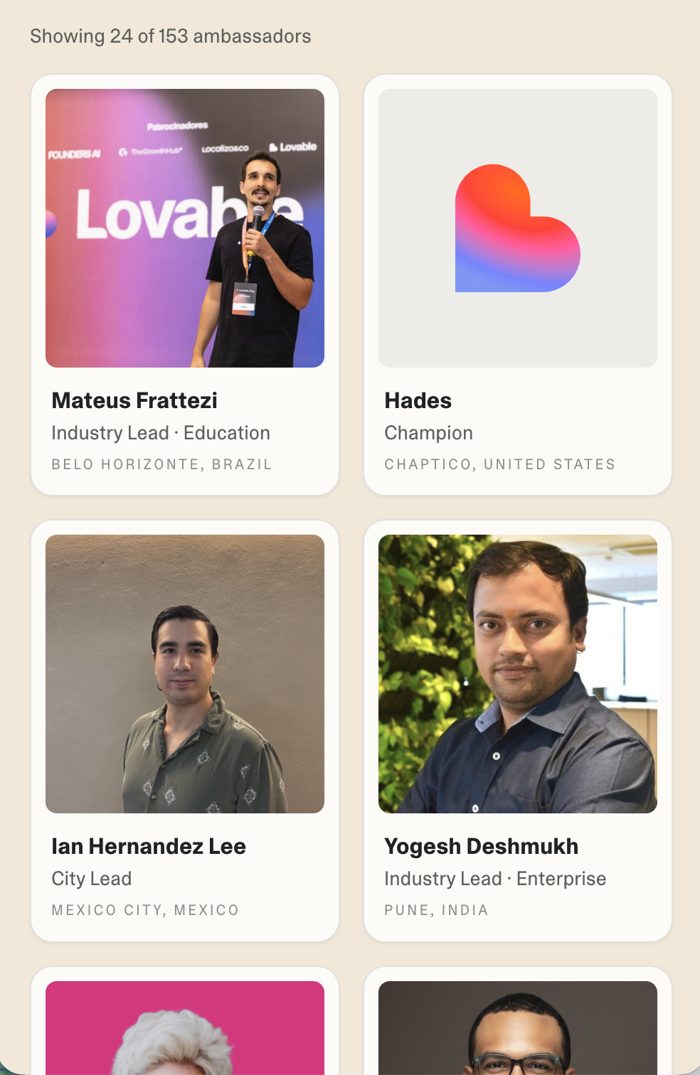 Showing 24 of 153 ambassadors
Patrocinadores
FOUNDERS AI TheGrowthHub Localiza&co Lovable
Lovable
Mateus Frattezi
Industry Lead · Education
BELO HORIZONTE, BRAZIL
Hades
Champion
CHAPTICO, UNITED STATES
Ian Hernandez Lee
City Lead
MEXICO CITY, MEXICO
Yogesh Deshmukh
Industry Lead · Enterprise
PUNE, INDIA